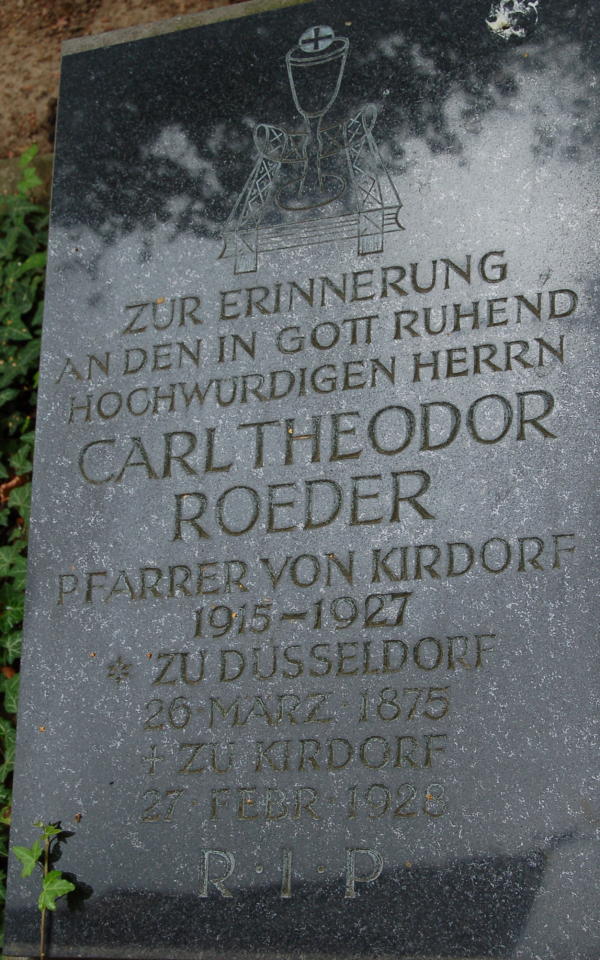 ZUR ERINNERUNG
AN DEN IN GOTT RUHEND
HOCHWÜRDIGEN HERRN
CARL THEODOR
ROEDER
PFARRER VON KIRDORF
1915-1927
* ZU DÜSSELDORF
26·MÄRZ·1875
† ZU KIRDORF
27·FEBR·1928
R·I·P